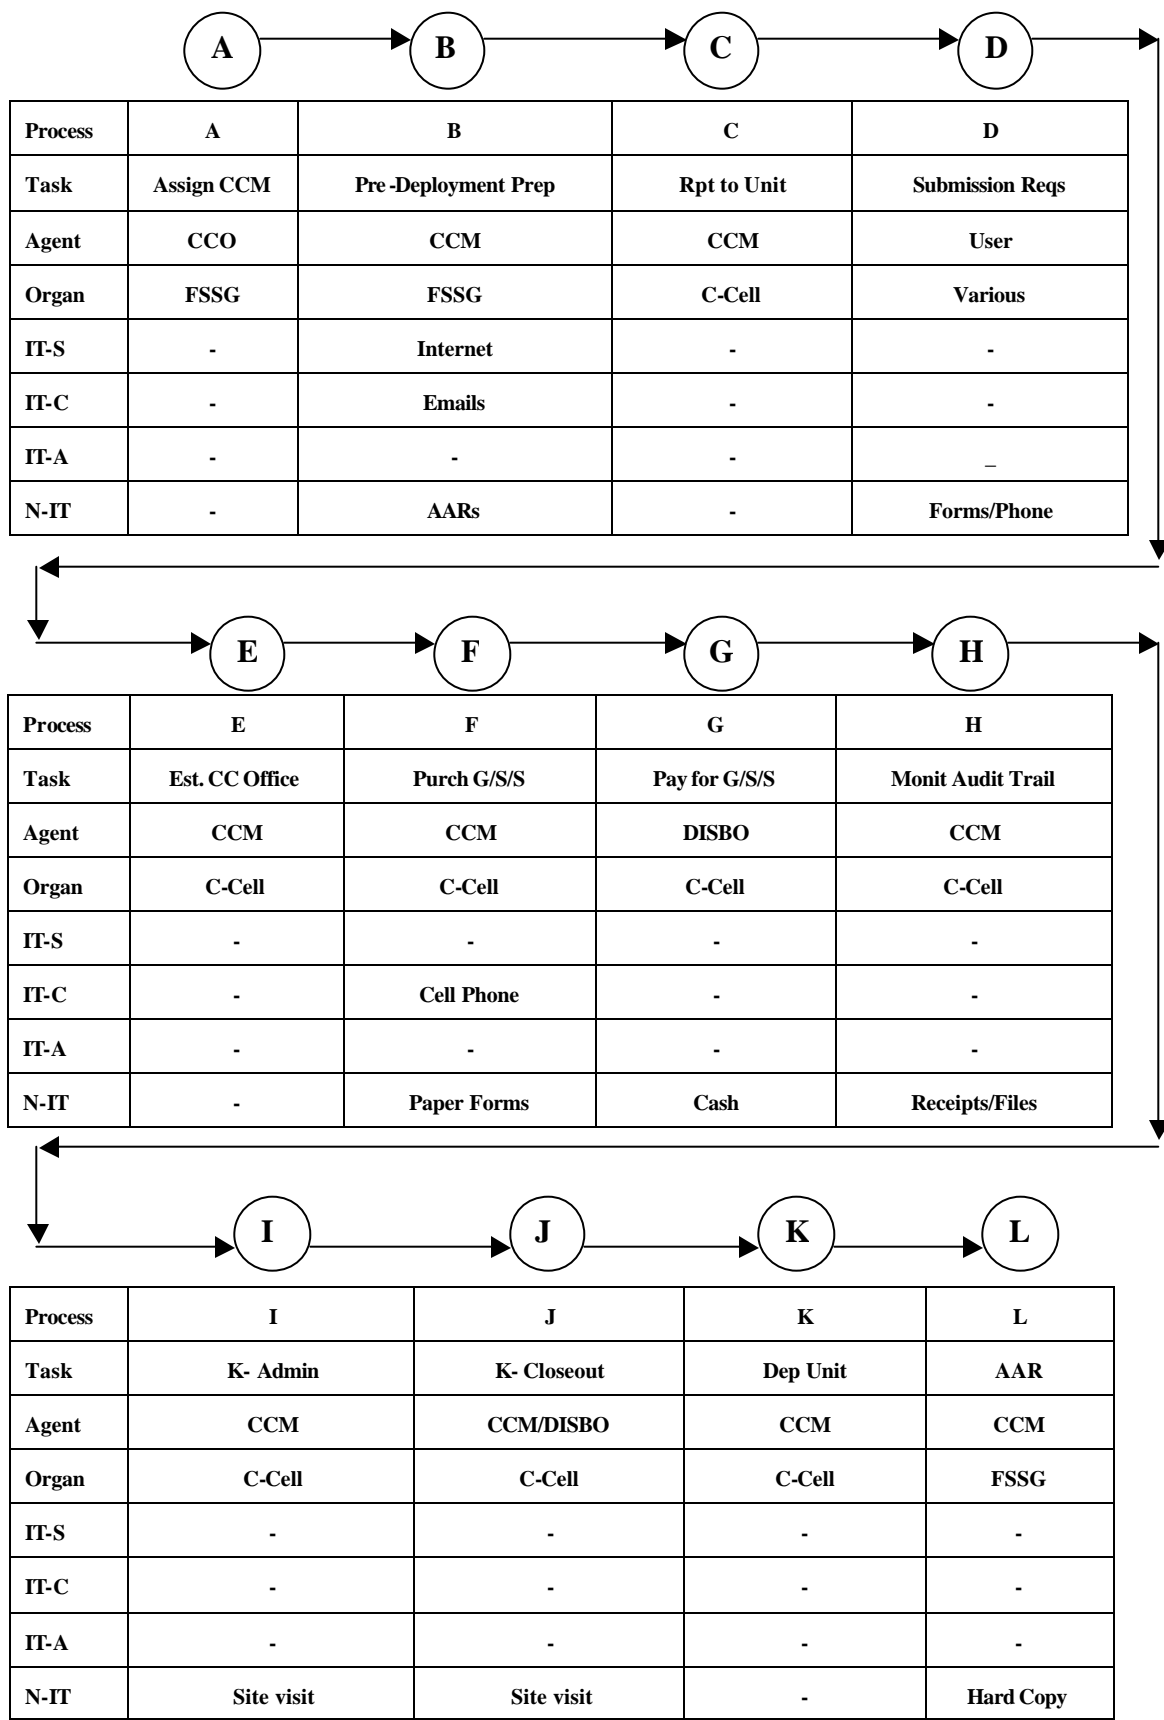 A B C D
Process A B C D
Task Assign CCM Pre-Deployment Prep Rpt to Unit Submission Reqs
Agent CCO CCM CCM User
Organ FSSG FSSG C-Cell Various
IT-S - Internet - -
IT-C - Emails - -
IT-A - - - _
N-IT - AARs - Forms/Phone
E F G H
Process E F G H
Task Est. CC Office Purch G/S/S Pay for G/S/S Monit Audit Trail
Agent CCM CCM DISBO CCM
Organ C-Cell C-Cell C-Cell C-Cell
IT-S - - - -
IT-C - Cell Phone - -
IT-A - - - -
N-IT - Paper Forms Cash Receipts/Files
I J K L
Process I J K L
Task K- Admin K- Closeout Dep Unit AAR
Agent CCM CCM/DISBO CCM CCM
Organ C-Cell C-Cell C-Cell FSSG
IT-S - - - -
IT-C - - - -
IT-A - - - -
N-IT Site visit Site visit - Hard Copy